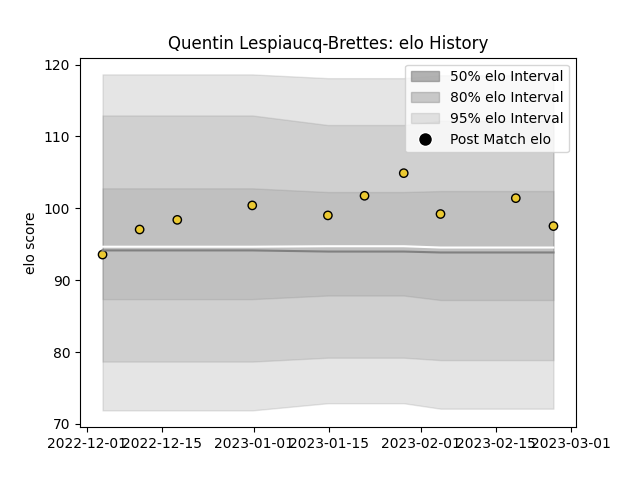 Quentin Lespiaucq-Brettes: elo History
120
110
100
90
80
70
elo score
50% elo Interval
80% elo Interval
95% elo Interval
Post Match elo
2022-12-01
2022-12-15
2023-01-01
2023-01-15
2023-02-01
2023-02-15
2023-03-01